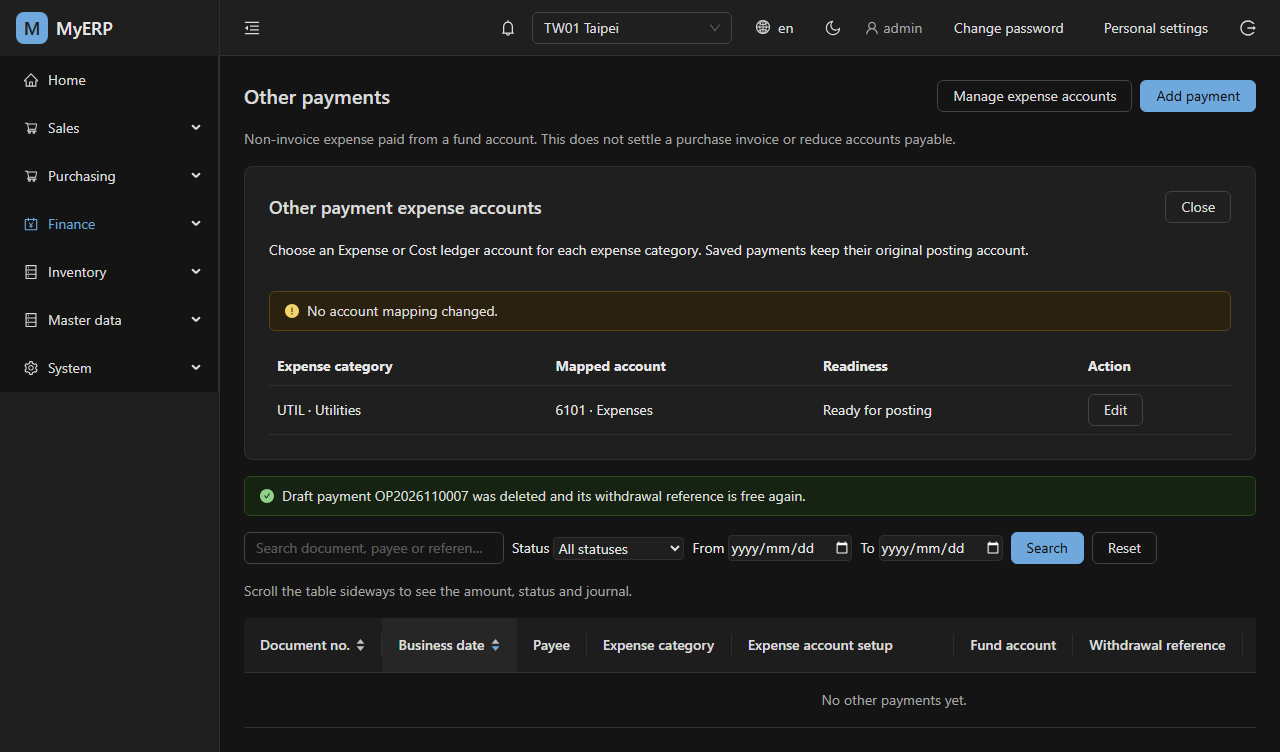 M MyERP
TW01 Taipei
en
admin
Change password
Personal settings
Home
Sales
Purchasing
Finance
Inventory
Master data
System
Other payments
Manage expense accounts
Add payment
Non-invoice expense paid from a fund account. This does not settle a purchase invoice or reduce accounts payable.
Other payment expense accounts
Close
Choose an Expense or Cost ledger account for each expense category. Saved payments keep their original posting account.
No account mapping changed.
Expense category Mapped account Readiness Action
UTIL · Utilities 6101 · Expenses Ready for posting Edit
Draft payment OP2026110007 was deleted and its withdrawal reference is free again.
Search document, payee or referen... Status All statuses From yyyy/mm/dd To yyyy/mm/dd Search Reset
Scroll the table sideways to see the amount, status and journal.
Document no. Business date Payee Expense category Expense account setup Fund account Withdrawal reference
No other payments yet.